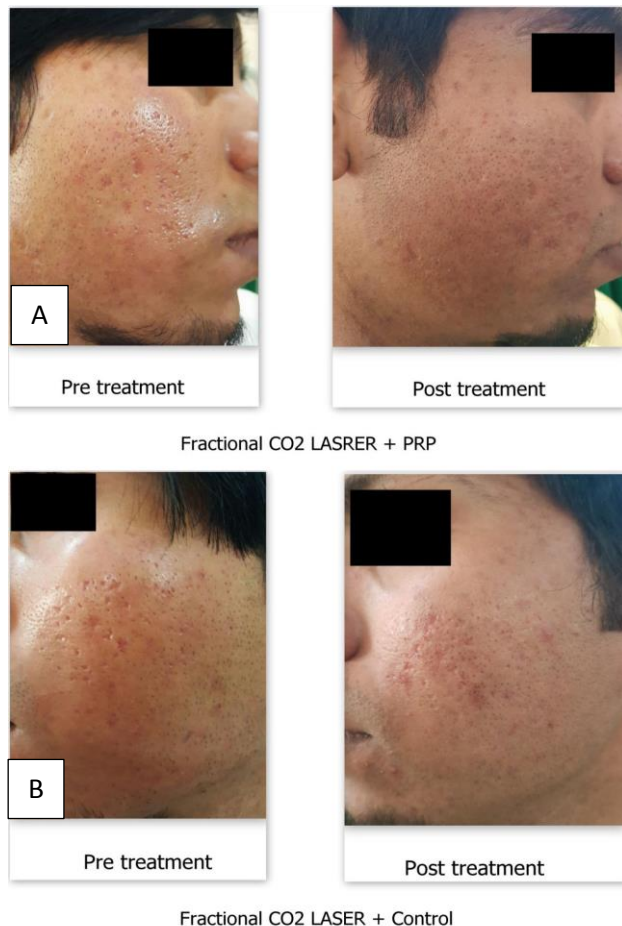 A
Pre treatment
Post treatment
Fractional CO2 LASRER + PRP
B
Pre treatment
Post treatment
Fractional CO2 LASER + Control